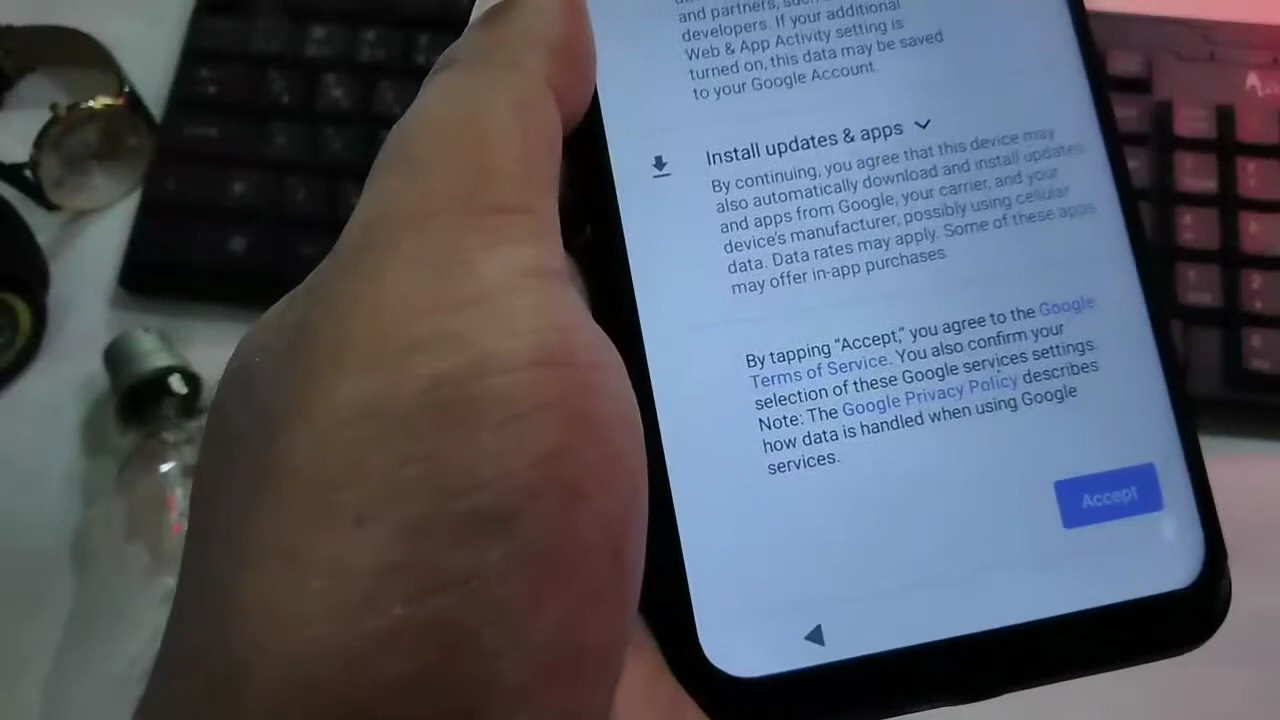 and partners, such
developers. If your additional
Web & App Activity setting is
turned on, this data may be saved
to your Google Account.
Install updates & apps
By continuing, you agree that this device may
also automatically download and install updates
and apps from Google, your carrier, and your
device's manufacturer, possibly using cellular
data. Data rates may apply. Some of these apps
may offer in-app purchases.
By tapping “Accept,” you agree to the Google
Terms of Service. You also confirm your
selection of these Google services settings.
Note: The Google Privacy Policy describes
how data is handled when using Google
services.
Accept